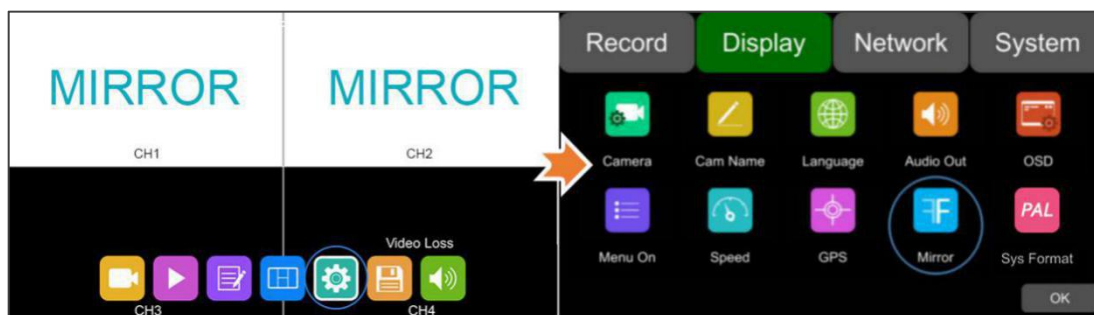 MIRROR
MIRROR
CH1
CH2
Video Loss
CH3
CH4
Record
Display
Network
System
Camera
Cam Name
Language
Audio Out
OSD
F
PAL
Menu On
Speed
GPS
Mirror
Sys Format
OK